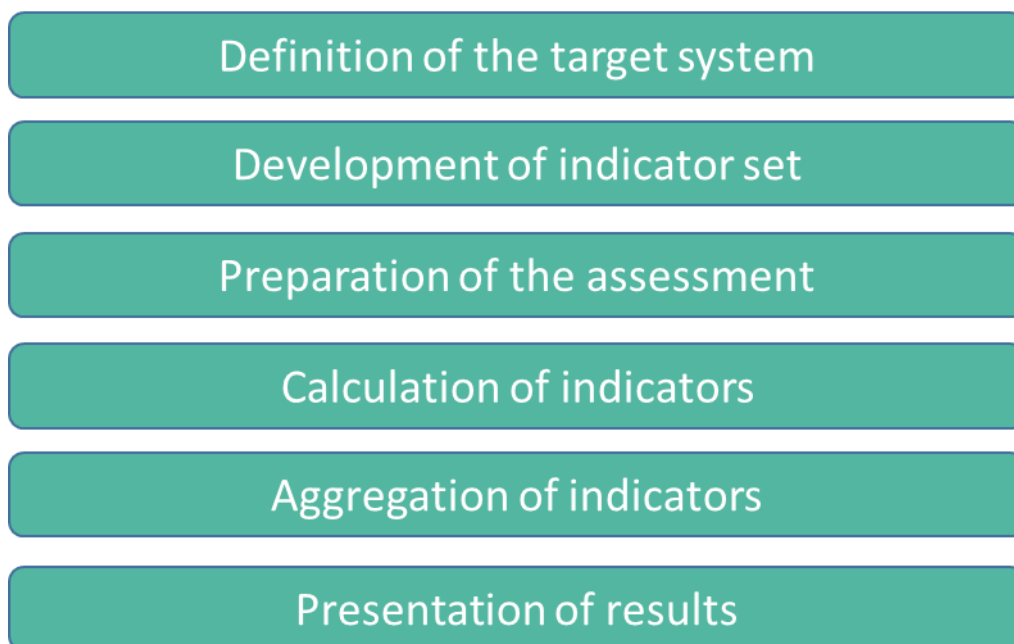 Definition of the target system
Development of indicator set
Preparation of the assessment
Calculation of indicators
Aggregation of indicators
Presentation of results